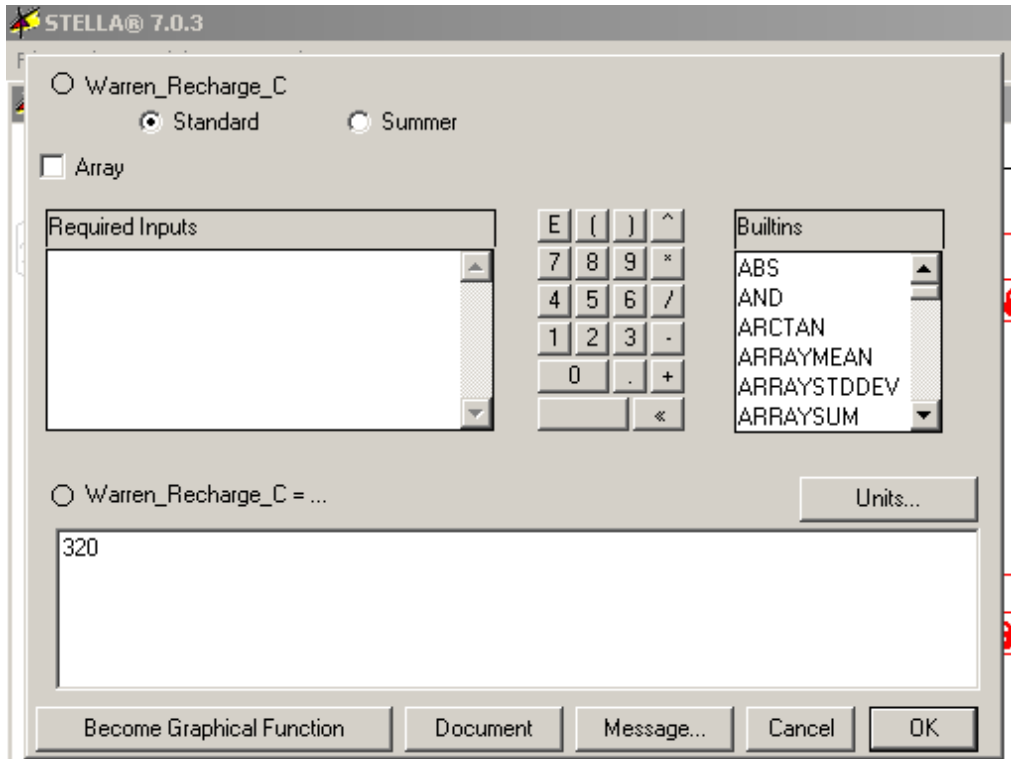 STELLA® 7.0.3
Warren_Recharge_C
Standard Summer
Array
Required Inputs
E ( ) ^
7 8 9 *
4 5 6 /
1 2 3 -
0 . +
«
Builtins
ABS
AND
ARCTAN
ARRAYMEAN
ARRAYSTDDEV
ARRAYSUM
Warren_Recharge_C = ...
Units...
320
Become Graphical Function Document Message... Cancel OK